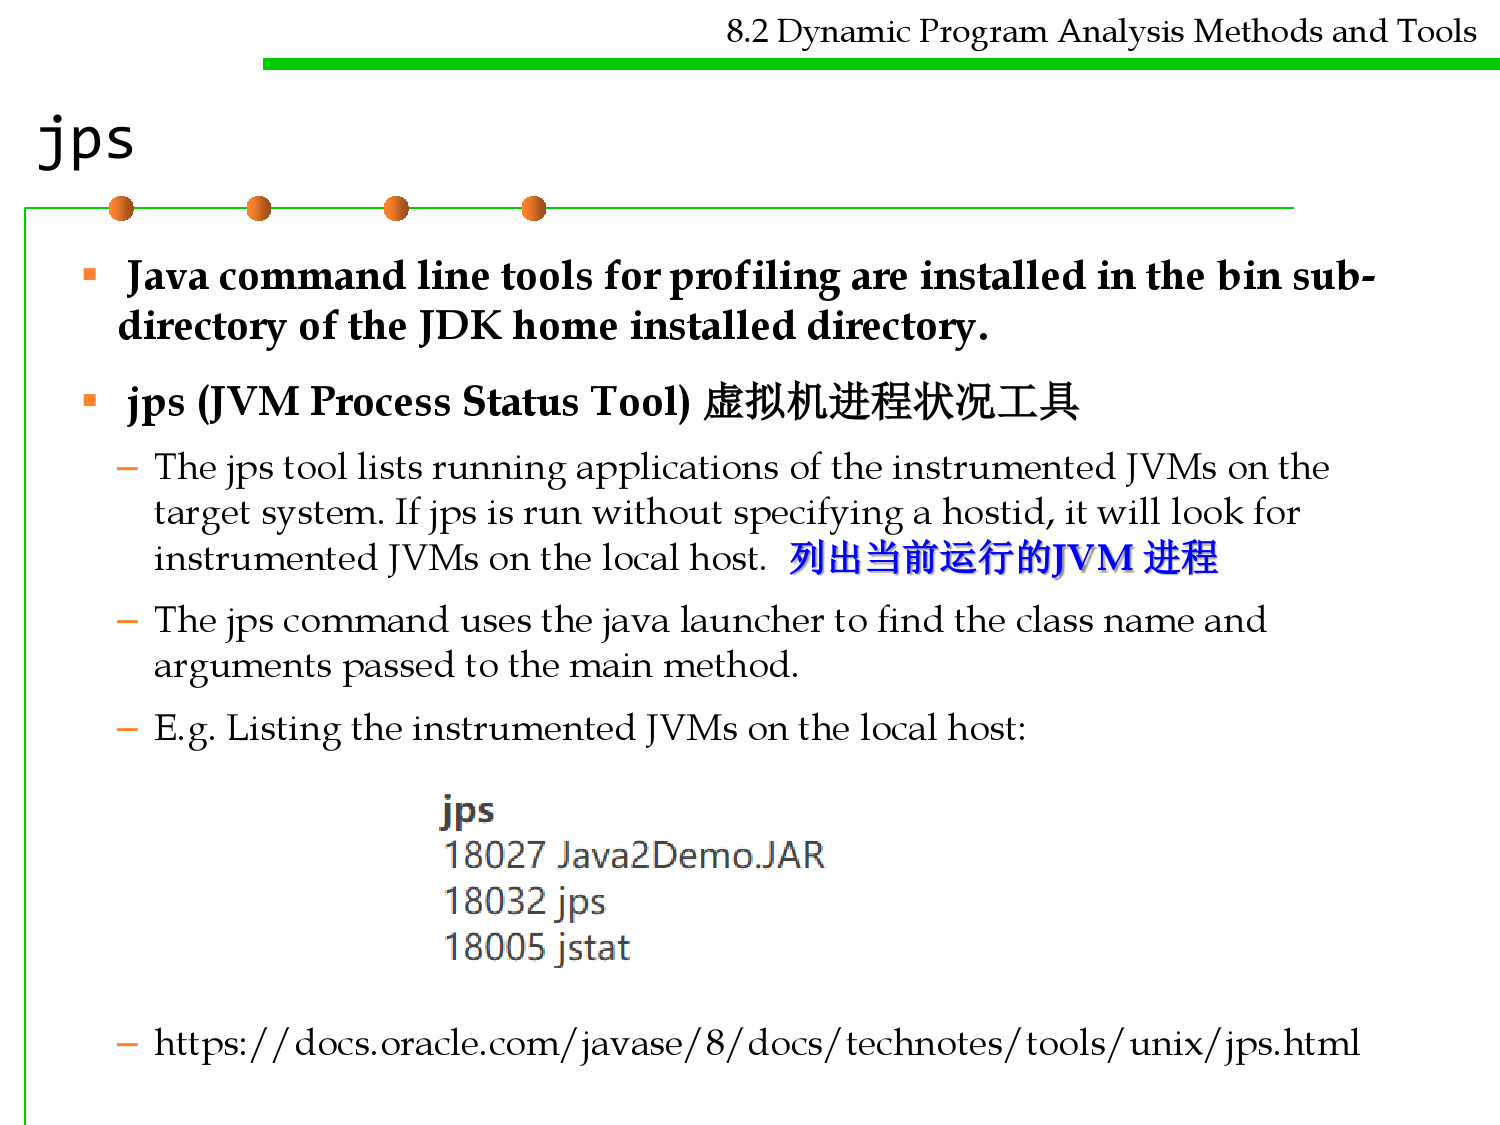 8.2 Dynamic Program Analysis Methods and Tools
jps
Java command line tools for profiling are installed in the bin sub-
directory of the JDK home installed directory.
jps (JVM Process Status Tool) 虚拟机进程状况工具
– The jps tool lists running applications of the instrumented JVMs on the
target system. If jps is run without specifying a hostid, it will look for
instrumented JVMs on the local host. 列出当前运行的JVM 进程
– The jps command uses the java launcher to find the class name and
arguments passed to the main method.
– E.g. Listing the instrumented JVMs on the local host:
jps
18027 Java2Demo.JAR
18032 jps
18005 jstat
– https://docs.oracle.com/javase/8/docs/technotes/tools/unix/jps.html